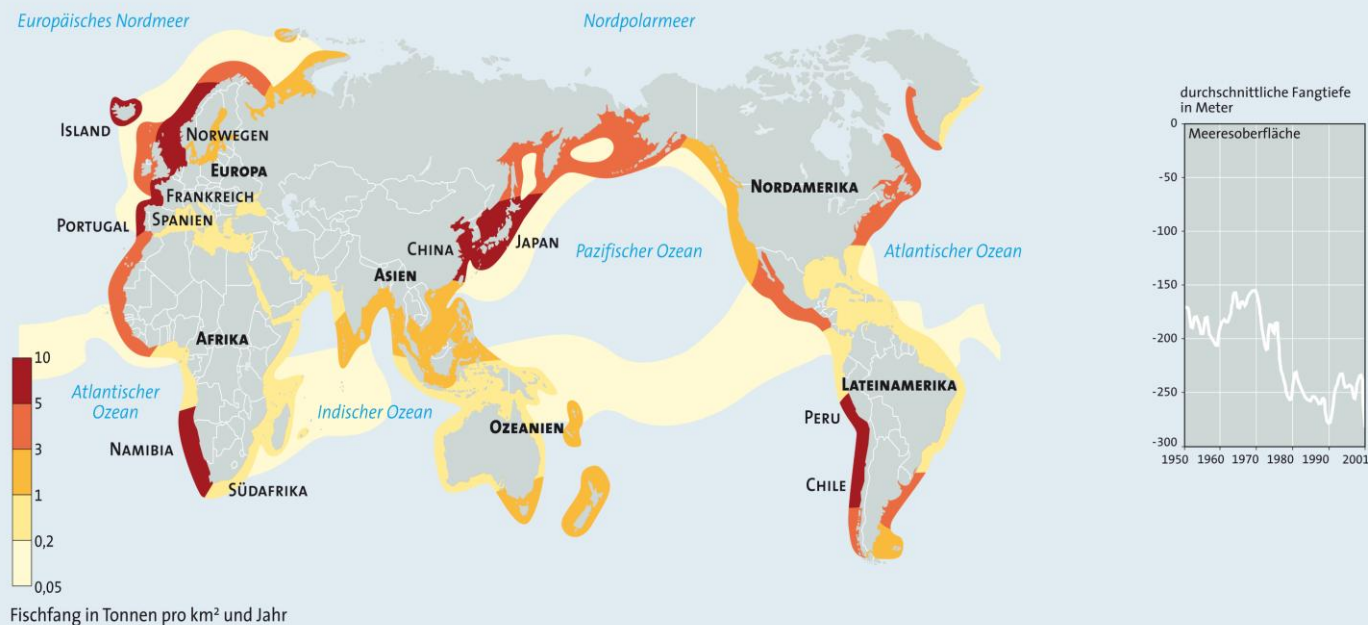 Europäisches Nordmeer
Nordpolarmeer
ISLAND
NORWEGEN
EUROPA
FRANKREICH
PORTUGAL
SPANIEN
CHINA
JAPAN
ASIEN
Pazifischer Ozean
NORDAMERIKA
Atlantischer Ozean
AFRIKA
Atlantischer
Ozean
Indischer Ozean
LATEINAMERIKA
PERU
OZEANIEN
NAMIBIA
SÜDAFRIKA
CHILE
10
5
3
1
0,2
0,05
Fischfang in Tonnen pro km² und Jahr
durchschnittliche Fangtiefe
in Meter
0
Meeresoberfläche
-50
-100
-150
-200
-250
-300
1950 1960 1970 1980 1990 2001